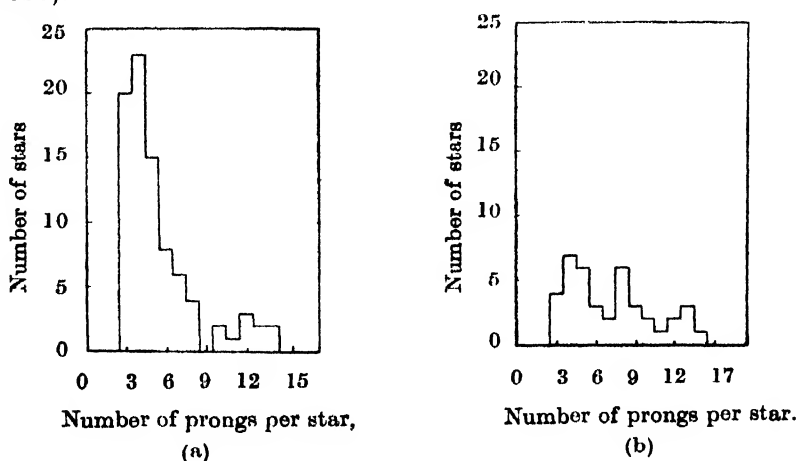 25
20
15
10
5
0
Number of stars
0 3 6 9 12 15
Number of prongs per star,
(a)
25
20
15
10
5
0
Number of stars
0 3 6 9 12 17
Number of prongs per star.
(b)